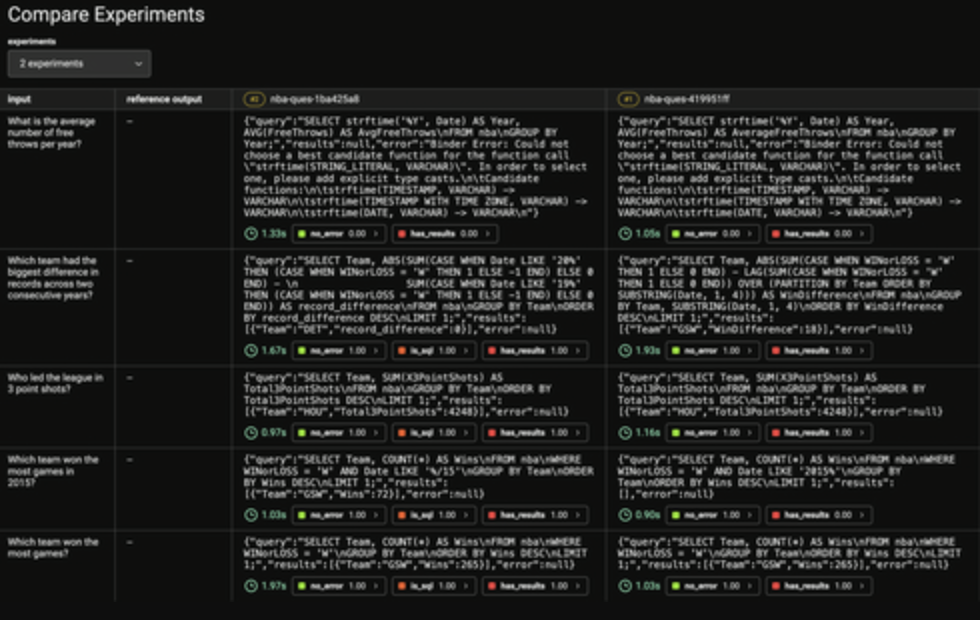 Compare Experiments
experiments
2 experiments
input
reference output
#2 nba-ques-1ba425a8
#1 nba-ques-419951ff
What is the average
number of free
throws per year?
—
{"query":"SELECT strftime('%Y', Date) AS Year,
AVG(FreeThrows) AS AvgFreeThrows\nFROM nba\nGROUP BY
Year;","results":null,"error":"Binder Error: Could not
choose a best candidate function for the function call
\"strftime(STRING_LITERAL, VARCHAR)\". In order to select
one, please add explicit type casts.\n\tCandidate
functions:\n\tstrftime(TIMESTAMP, VARCHAR) ->
VARCHAR\n\tstrftime(TIMESTAMP WITH TIME ZONE, VARCHAR) ->
VARCHAR\n\tstrftime(DATE, VARCHAR) -> VARCHAR\n"}
1.33s no_error 0.00 > has_results 0.00 >
{"query":"SELECT strftime('%Y', Date) AS Year,
AVG(FreeThrows) AS AverageFreeThrows\nFROM nba\nGROUP BY
Year;","results":null,"error":"Binder Error: Could not
choose a best candidate function for the function call
\"strftime(STRING_LITERAL, VARCHAR)\". In order to select
one, please add explicit type casts.\n\tCandidate
functions:\n\tstrftime(TIMESTAMP, VARCHAR) ->
VARCHAR\n\tstrftime(TIMESTAMP WITH TIME ZONE, VARCHAR) ->
VARCHAR\n\tstrftime(DATE, VARCHAR) -> VARCHAR\n"}
1.05s no_error 0.00 > has_results 0.00 >
Which team had the
biggest difference in
records across two
consecutive years?
—
{"query":"SELECT Team, ABS(SUM(CASE WHEN Date LIKE '20%'
THEN (CASE WHEN WINorLOSS = 'W' THEN 1 ELSE -1 END) ELSE 0
END) - \n SUM(CASE WHEN Date LIKE '19%'
THEN (CASE WHEN WINorLOSS = 'W' THEN 1 ELSE -1 END) ELSE 0
END)) AS record_difference\nFROM nba\nGROUP BY Team\nORDER
BY record_difference DESC\nLIMIT 1;","results":
[{"Team":"DET","record_difference":0}],"error":null}
1.67s no_error 1.00 > is_sql 1.00 > has_results 1.00 >
{"query":"SELECT Team, ABS(SUM(CASE WHEN WINorLOSS = 'W'
THEN 1 ELSE 0 END) - LAG(SUM(CASE WHEN WINorLOSS = 'W'
THEN 1 ELSE 0 END)) OVER (PARTITION BY Team ORDER BY
SUBSTRING(Date, 1, 4))) AS WinDifference\nFROM nba\nGROUP
BY Team, SUBSTRING(Date, 1, 4)\nORDER BY WinDifference
DESC\nLIMIT 1;","results":
[{"Team":"GSW","WinDifference":18}],"error":null}
1.93s no_error 1.00 > is_sql 1.00 > has_results 1.00 >
Who led the league in
3 point shots?
—
{"query":"SELECT Team, SUM(X3PointShots) AS
Total3PointShots\nFROM nba\nGROUP BY Team\nORDER BY
Total3PointShots DESC\nLIMIT 1;","results":
[{"Team":"HOU","Total3PointShots":4248}],"error":null}
0.97s no_error 1.00 > is_sql 1.00 > has_results 1.00 >
{"query":"SELECT Team, SUM(X3PointShots) AS
Total3PointShots\nFROM nba\nGROUP BY Team\nORDER BY
Total3PointShots DESC\nLIMIT 1;","results":
[{"Team":"HOU","Total3PointShots":4248}],"error":null}
1.16s no_error 1.00 > is_sql 1.00 > has_results 1.00 >
Which team won the
most games in
2015?
—
{"query":"SELECT Team, COUNT(*) AS Wins\nFROM nba\nWHERE
WINorLOSS = 'W' AND Date LIKE '%/15'\nGROUP BY Team\nORDER
BY Wins DESC\nLIMIT 1;","results":
[{"Team":"GSW","Wins":72}],"error":null}
1.03s no_error 1.00 > is_sql 1.00 > has_results 1.00 >
{"query":"SELECT Team, COUNT(*) AS Wins\nFROM nba\nWHERE
WINorLOSS = 'W' AND Date LIKE '2015%'\nGROUP BY
Team\nORDER BY Wins DESC\nLIMIT 1;","results":
[],"error":null}
0.90s no_error 1.00 > is_sql 1.00 > has_results 0.00 >
Which team won the
most games?
—
{"query":"SELECT Team, COUNT(*) AS Wins\nFROM nba\nWHERE
WINorLOSS = 'W'\nGROUP BY Team\nORDER BY Wins DESC\nLIMIT
1;","results":[{"Team":"GSW","Wins":265}],"error":null}
1.97s no_error 1.00 > is_sql 1.00 > has_results 1.00 >
{"query":"SELECT Team, COUNT(*) AS Wins\nFROM nba\nWHERE
WINorLOSS = 'W'\nGROUP BY Team\nORDER BY Wins DESC\nLIMIT
1;","results":[{"Team":"GSW","Wins":265}],"error":null}
1.03s no_error 1.00 > is_sql 1.00 > has_results 1.00 >